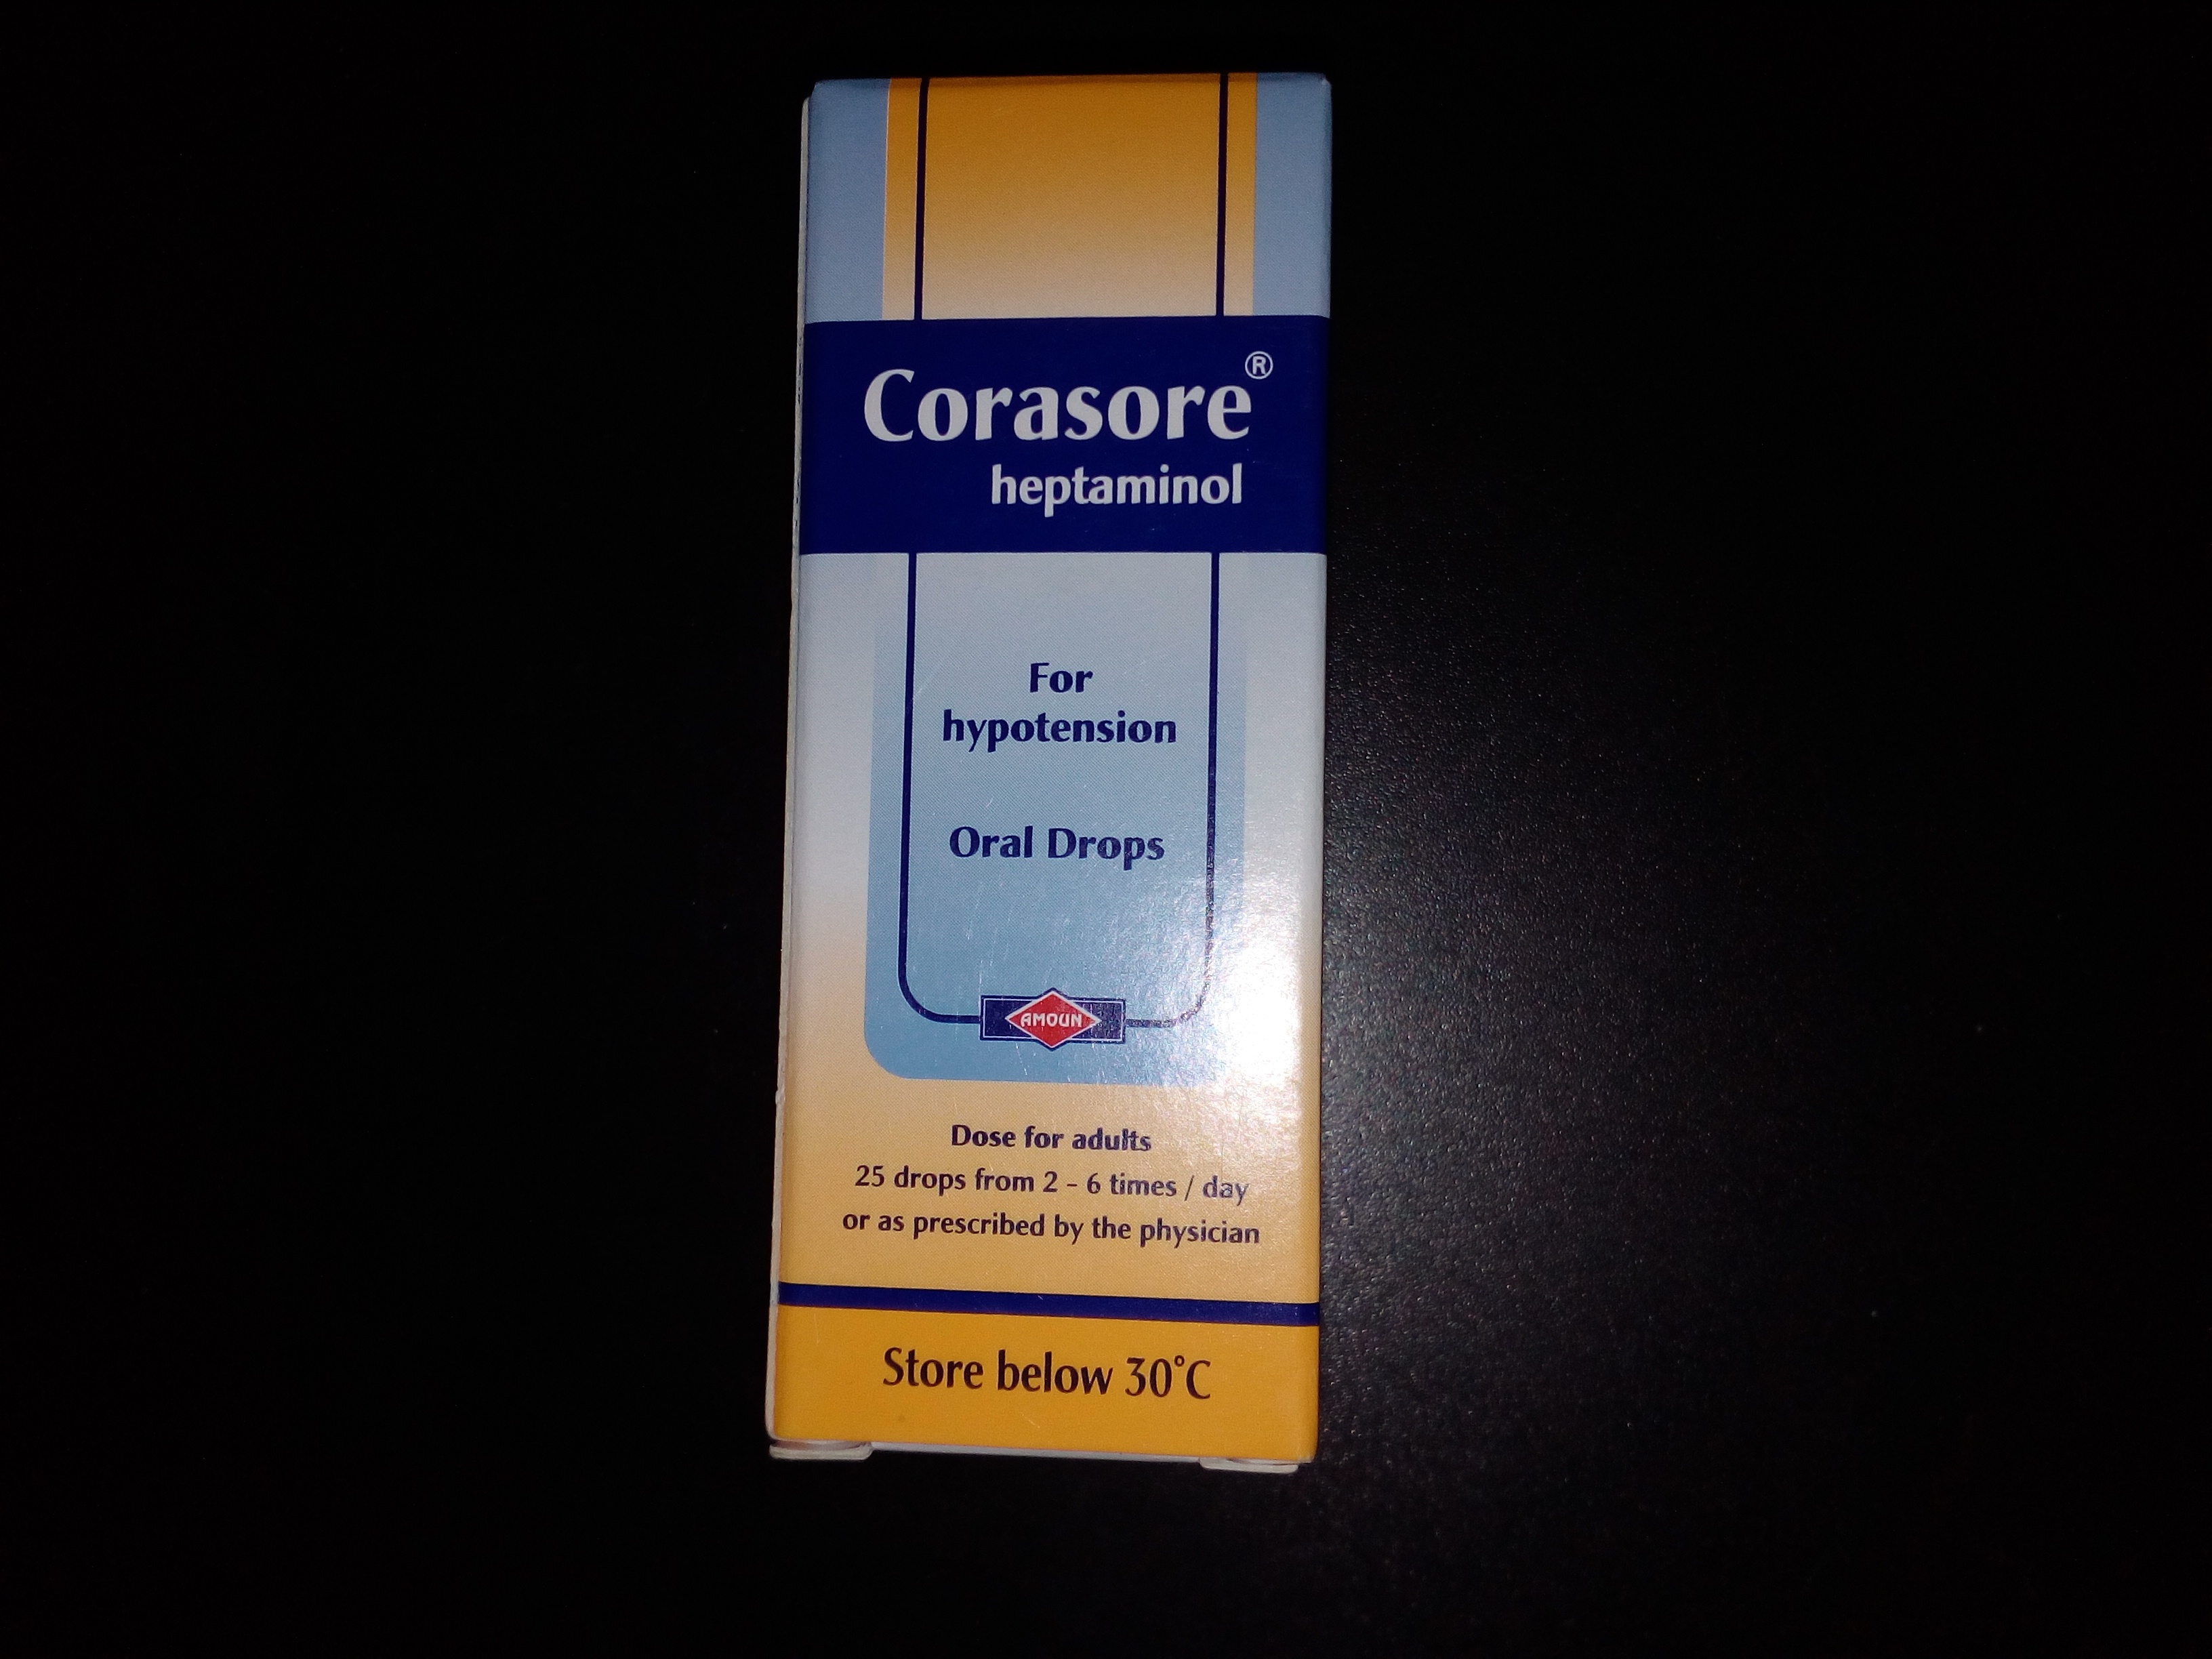 Corasore®
heptaminol
For
hypotension
Oral Drops
AMOUN
Dose for adults
25 drops from 2 - 6 times / day
or as prescribed by the physician
Store below 30°C